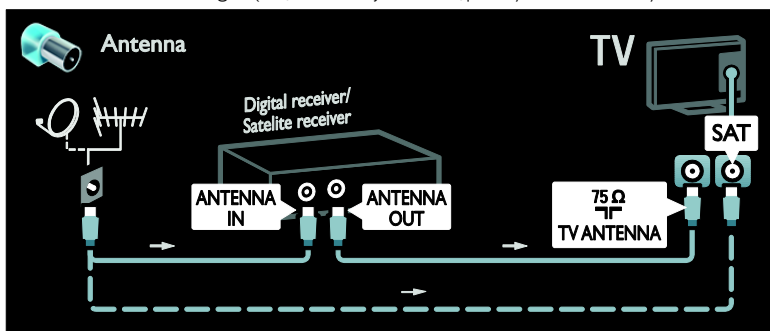 Antenna
TV
Digital receiver/
Satelite receiver
SAT
ANTENNA
IN
ANTENNA
OUT
75 Ω
TV ANTENNA